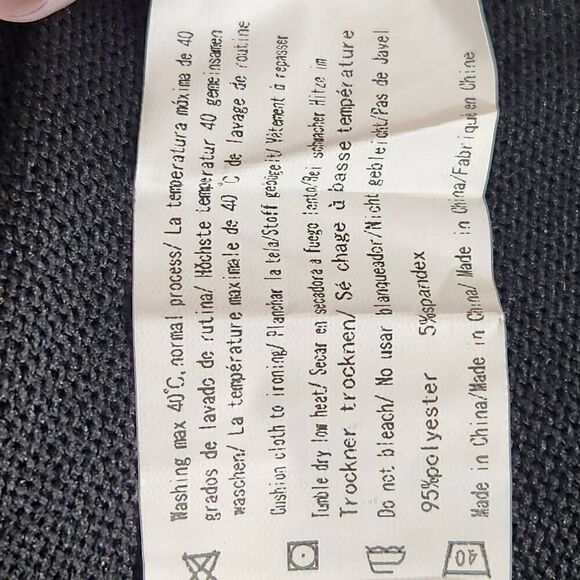 Washing max 40℃,normal process/ La temperatura máxima de 40
grados de lavado de rutina/ Höchste temperatur 40 gemeinsamen
waschen/ La température maximale de 40 ℃ de lavage de routine
Cushion cloth to ironing/ Planchar la tela/Stoff gebügelt/ Vêtement à repasser
Tumble dry low heat/ Secar en secadora a fuego lento/Bei schwacher Hitze im
Trockner trocknen/ Sé chage à basse température
Do not bleach/ No usar blanqueador/Nicht gebleicht/Pas de Javel
95%polyester 5%spandex
Made in China/Made in China/ Made in China/Fabriqué en Chine
40